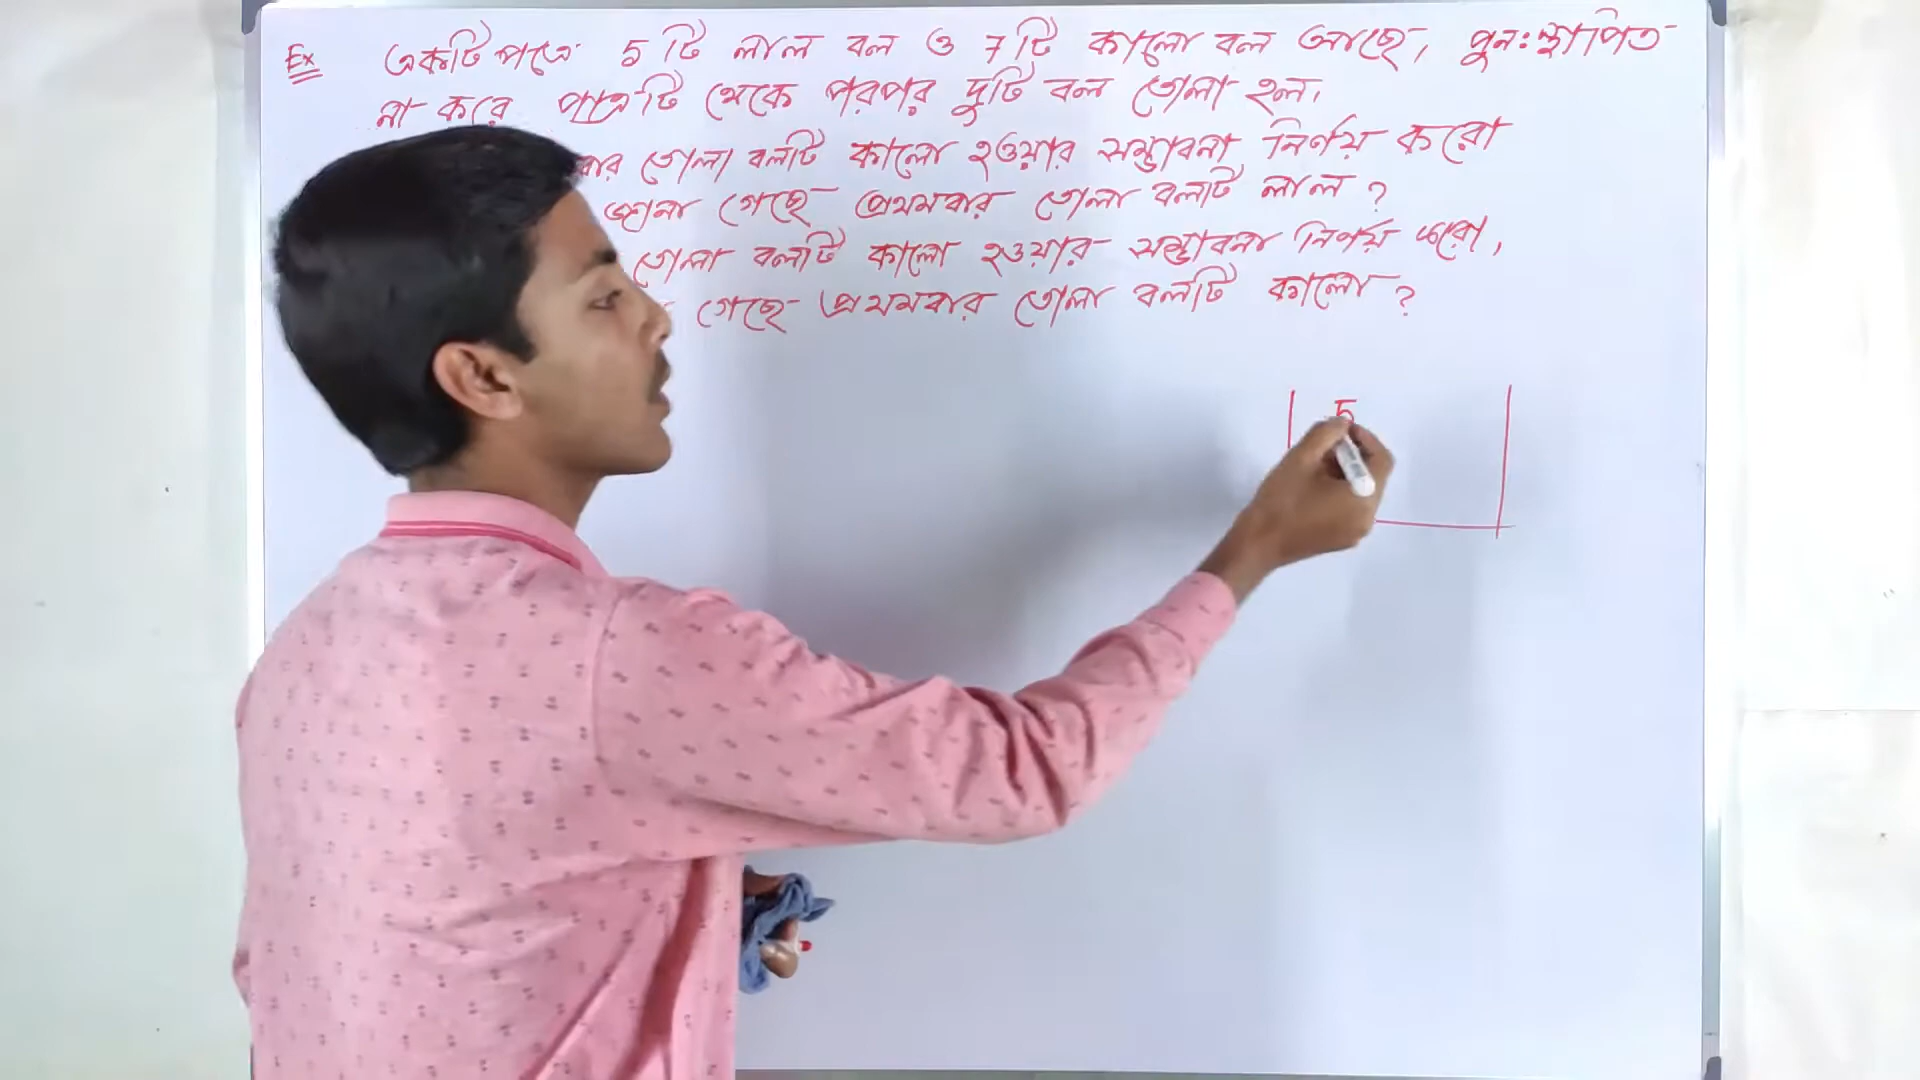 Ex একটি পাত্রে 5 টি লাল বল ও 7 টি কালো বল আছে, পুনঃস্থাপিত
না করে পাত্রটি থেকে পরপর দুটি বল তোলা হল।
বার তোলা বলটি কালো হওয়ার সম্ভাবনা নির্ণয় করো
জানা গেছে প্রথমবার তোলা বলটি লাল ?
তোলা বলটি কালো হওয়ার সম্ভাবনা নির্ণয় করো,
গেছে প্রথমবার তোলা বলটি কালো ?
5